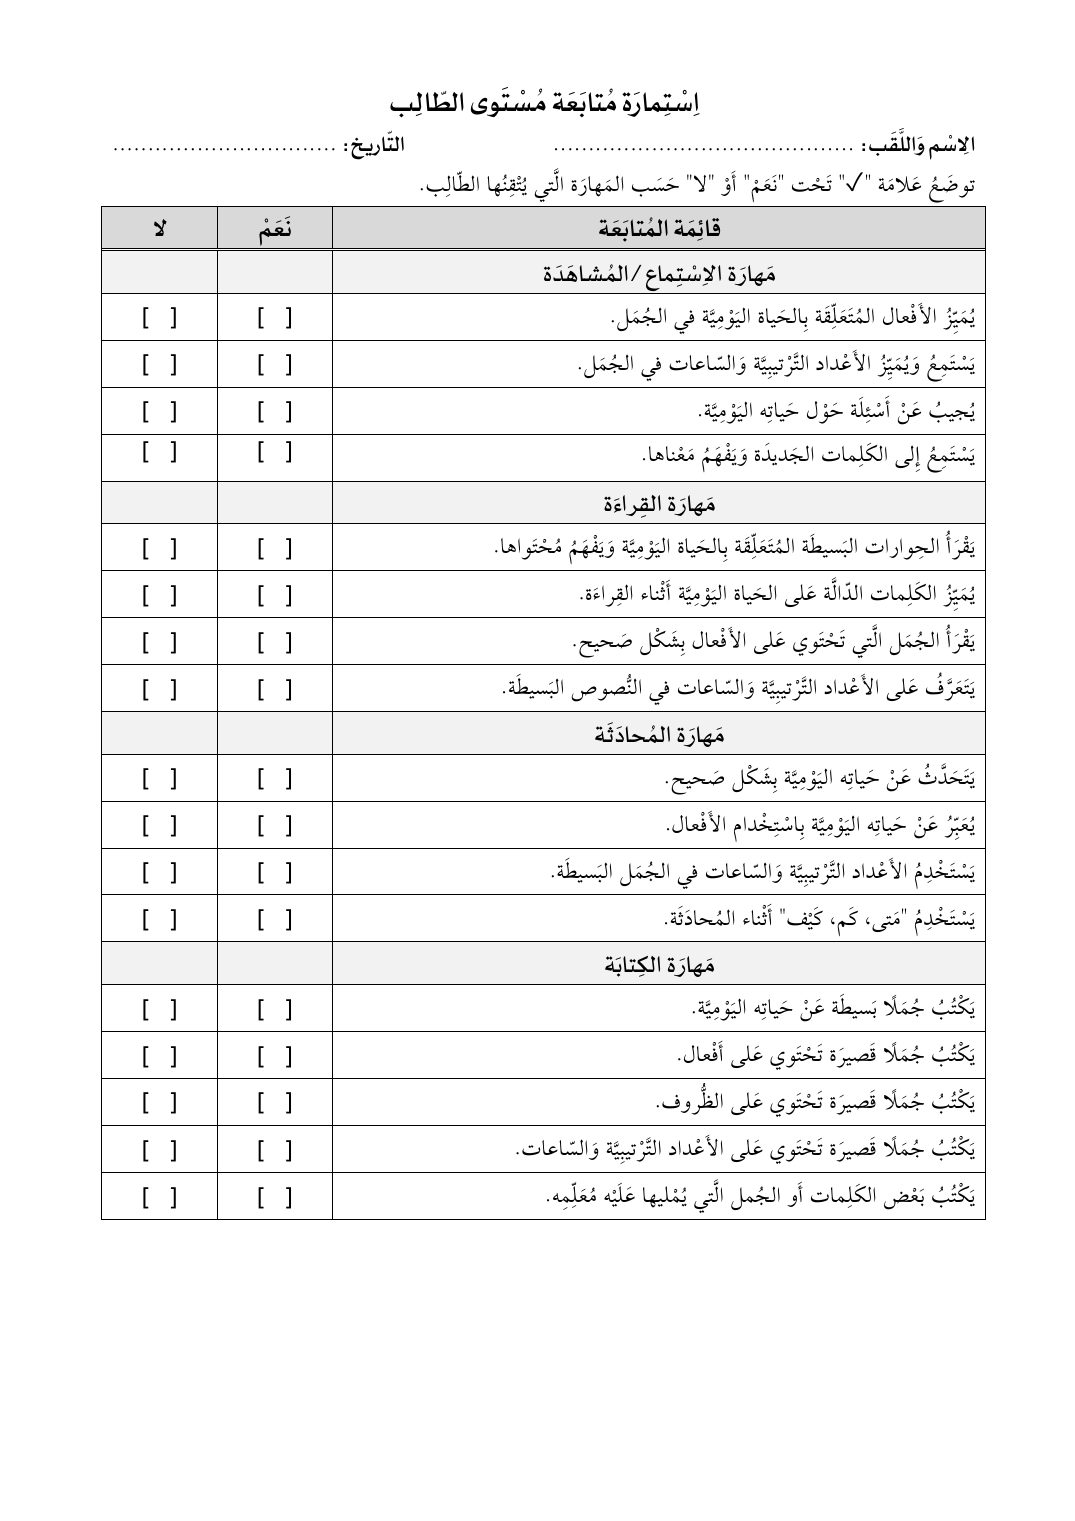 اِسْتِمارَة مُتابَعَة مُسْتَوى الطّالِب
الِاسْم وَاللَّقَب: ........................................... التّاريخ: ................................
توضَعُ عَلامَة "✓" تَحْت "نَعَمْ" أَوْ "لا" حَسَب المَهارَة الَّتي يُتْقِنُها الطّالِب.
قائِمَة المُتابَعَة نَعَمْ لا
مَهارَة الاِسْتِماع/المُشاهَدَة
يُمَيِّزُ الأَفْعال المُتَعَلِّقَة بِالحَياة اليَوْمِيَّة في الجُمَل. [ ] [ ]
يَسْتَمِعُ وَيُمَيِّزُ الأَعْداد التَّرْتيبِيَّة وَالسّاعات في الجُمَل. [ ] [ ]
يُجيبُ عَنْ أَسْئِلَة حَوْل حَياتِه اليَوْمِيَّة. [ ] [ ]
يَسْتَمِعُ إِلى الكَلِمات الجَديدَة وَيَفْهَمُ مَعْناها. [ ] [ ]
مَهارَة القِراءَة
يَقْرَأُ الحِوارات البَسيطَة المُتَعَلِّقَة بِالحَياة اليَوْمِيَّة وَيَفْهَمُ مُحْتَواها. [ ] [ ]
يُمَيِّزُ الكَلِمات الدّالَّة عَلى الحَياة اليَوْمِيَّة أَثْناء القِراءَة. [ ] [ ]
يَقْرَأُ الجُمَل الَّتي تَحْتَوي عَلى الأَفْعال بِشَكْل صَحيح. [ ] [ ]
يَتَعَرَّفُ عَلى الأَعْداد التَّرْتيبِيَّة وَالسّاعات في النُّصوص البَسيطَة. [ ] [ ]
مَهارَة المُحادَثَة
يَتَحَدَّثُ عَنْ حَياتِه اليَوْمِيَّة بِشَكْل صَحيح. [ ] [ ]
يُعَبِّرُ عَنْ حَياتِه اليَوْمِيَّة بِاسْتِخْدام الأَفْعال. [ ] [ ]
يَسْتَخْدِمُ الأَعْداد التَّرْتيبِيَّة وَالسّاعات في الجُمَل البَسيطَة. [ ] [ ]
يَسْتَخْدِمُ "مَتى، كَم، كَيْف" أَثْناء المُحادَثَة. [ ] [ ]
مَهارَة الكِتابَة
يَكْتُبُ جُمَلًا بَسيطَة عَنْ حَياتِه اليَوْمِيَّة. [ ] [ ]
يَكْتُبُ جُمَلًا قَصيرَة تَحْتَوي عَلى أَفْعال. [ ] [ ]
يَكْتُبُ جُمَلًا قَصيرَة تَحْتَوي عَلى الظُّروف. [ ] [ ]
يَكْتُبُ جُمَلًا قَصيرَة تَحْتَوي عَلى الأَعْداد التَّرْتيبِيَّة وَالسّاعات. [ ] [ ]
يَكْتُبُ بَعْض الكَلِمات أَو الجُمل الَّتي يُمْليها عَلَيْه مُعَلِّمِه. [ ] [ ]